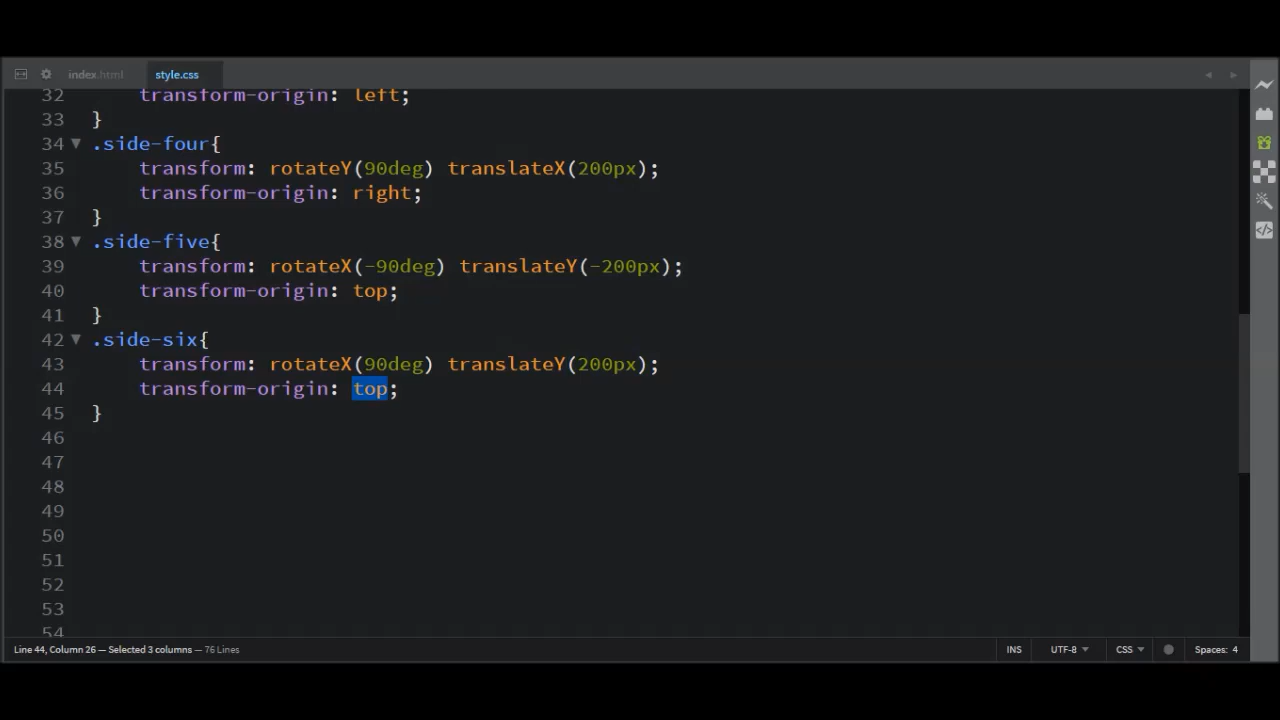 index.html
style.css
32 transform-origin: left;
33 }
34 .side-four{
35 transform: rotateY(90deg) translateX(200px);
36 transform-origin: right;
37 }
38 .side-five{
39 transform: rotateX(-90deg) translateY(-200px);
40 transform-origin: top;
41 }
42 .side-six{
43 transform: rotateX(90deg) translateY(200px);
44 transform-origin: top;
45 }
46
47
48
49
50
51
52
53
54
Line 44, Column 26 — Selected 3 columns — 76 Lines
INS
UTF-8
CSS
Spaces: 4